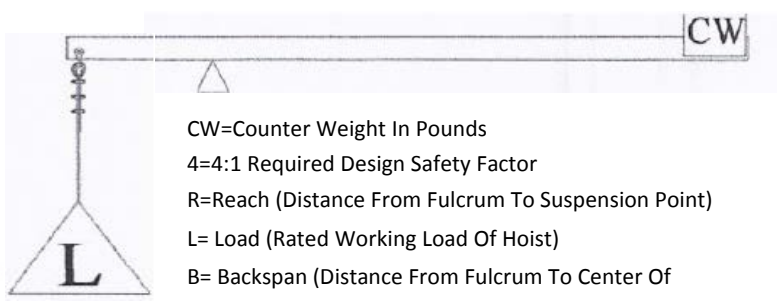 CW
CW=Counter Weight In Pounds
4=4:1 Required Design Safety Factor
R=Reach (Distance From Fulcrum To Suspension Point)
L= Load (Rated Working Load Of Hoist)
L
B= Backspan (Distance From Fulcrum To Center Of